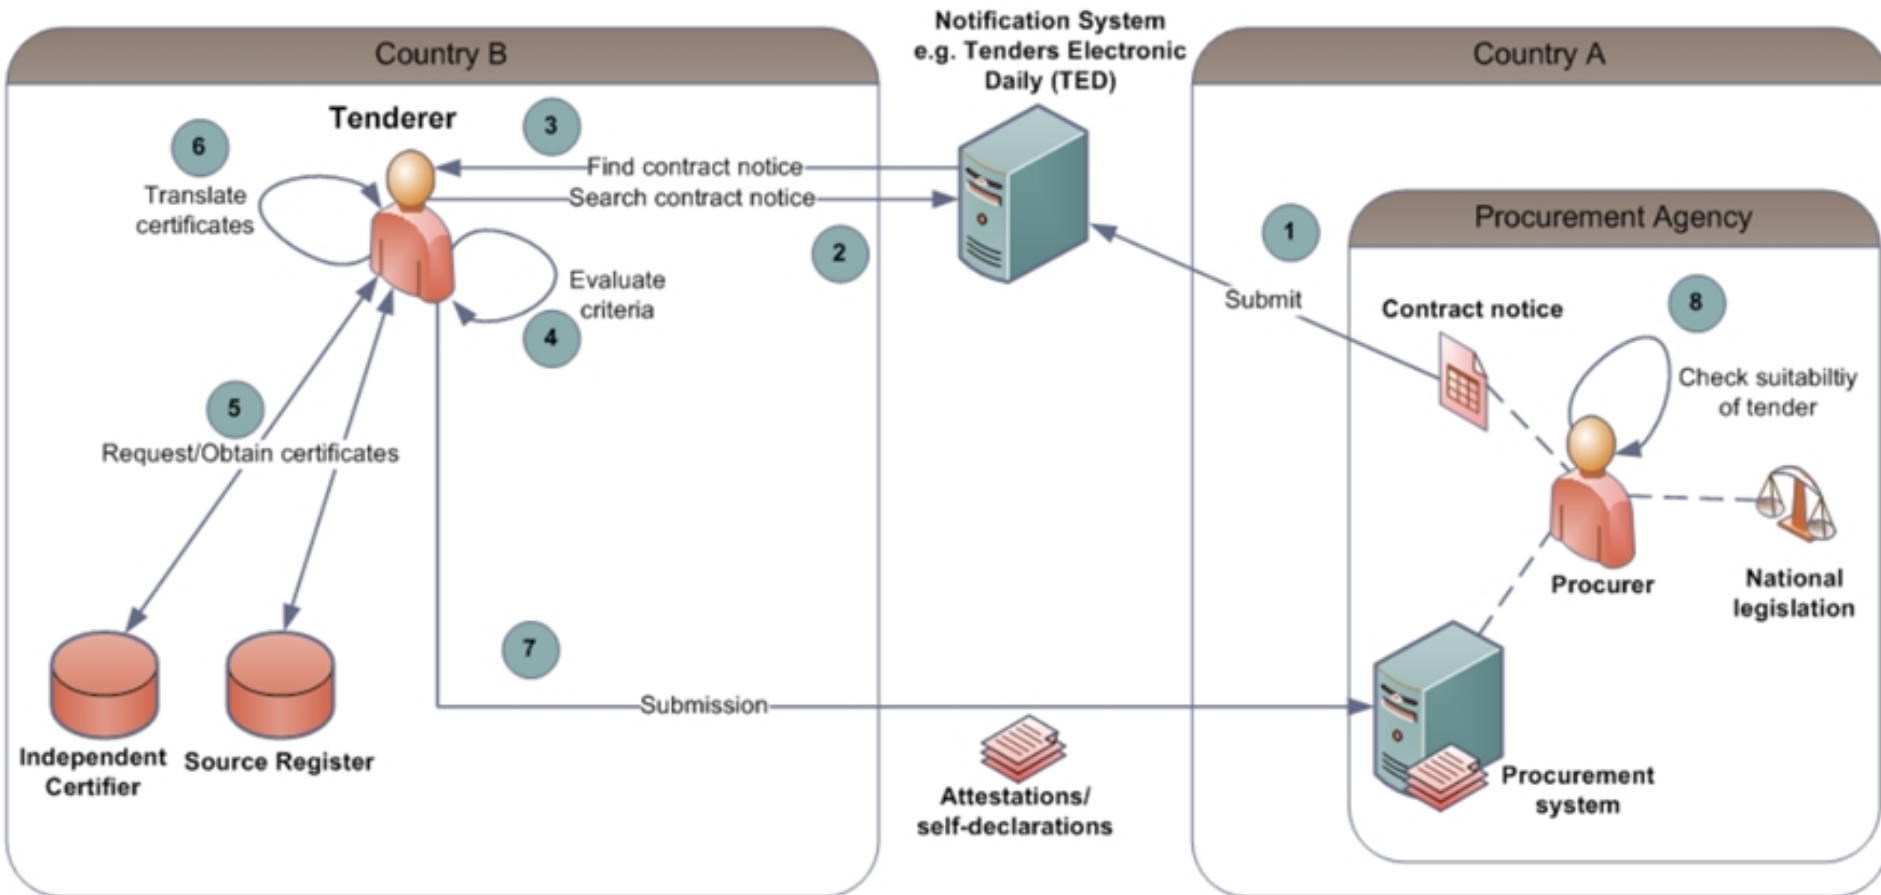 Notification System
e.g. Tenders Electronic
Daily (TED)
Country B
Country A
Tenderer
3
6
Find contract notice
Translate
certificates
Search contract notice
Procurement Agency
1
2
Evaluate
criteria
4
Submit
Contract notice
8
Check suitabiltiy
of tender
5
Request/Obtain certificates
Procurer
National
legislation
7
Submission
Independent
Certifier
Source Register
Attestations/
self-declarations
Procurement
system